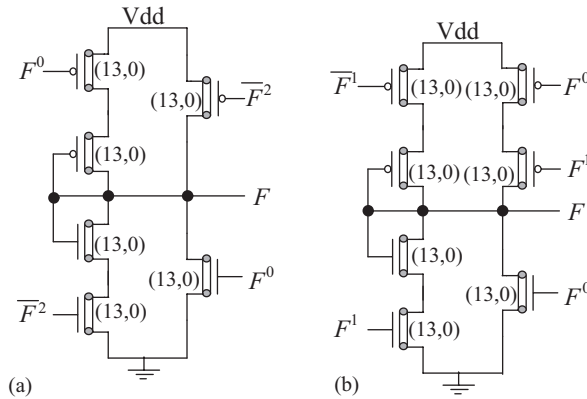 Vdd
F⁰
(13,0)
(13,0)
F̅²
(13,0)
F
(13,0)
(13,0)
F⁰
F̅²
(13,0)
(a)
Vdd
F̅¹
(13,0)
(13,0)
F⁰
(13,0)
(13,0)
F¹
F
(13,0)
F¹
(13,0)
(13,0)
F⁰
(b)